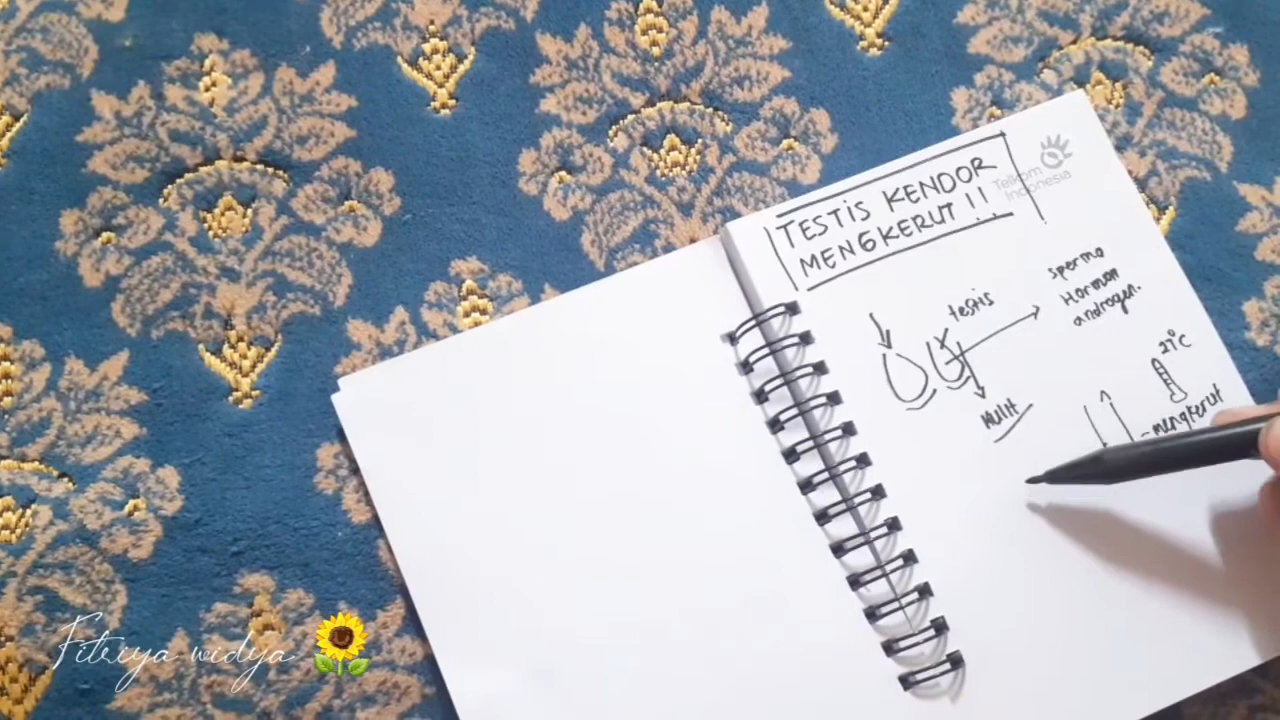 TESTIS KENDOR
MENGKERUT !!
Telkom
Indonesia
testis
sperma
Hormon
androgen.
Kulit
27°C
-mengkerut
Fitriya widya